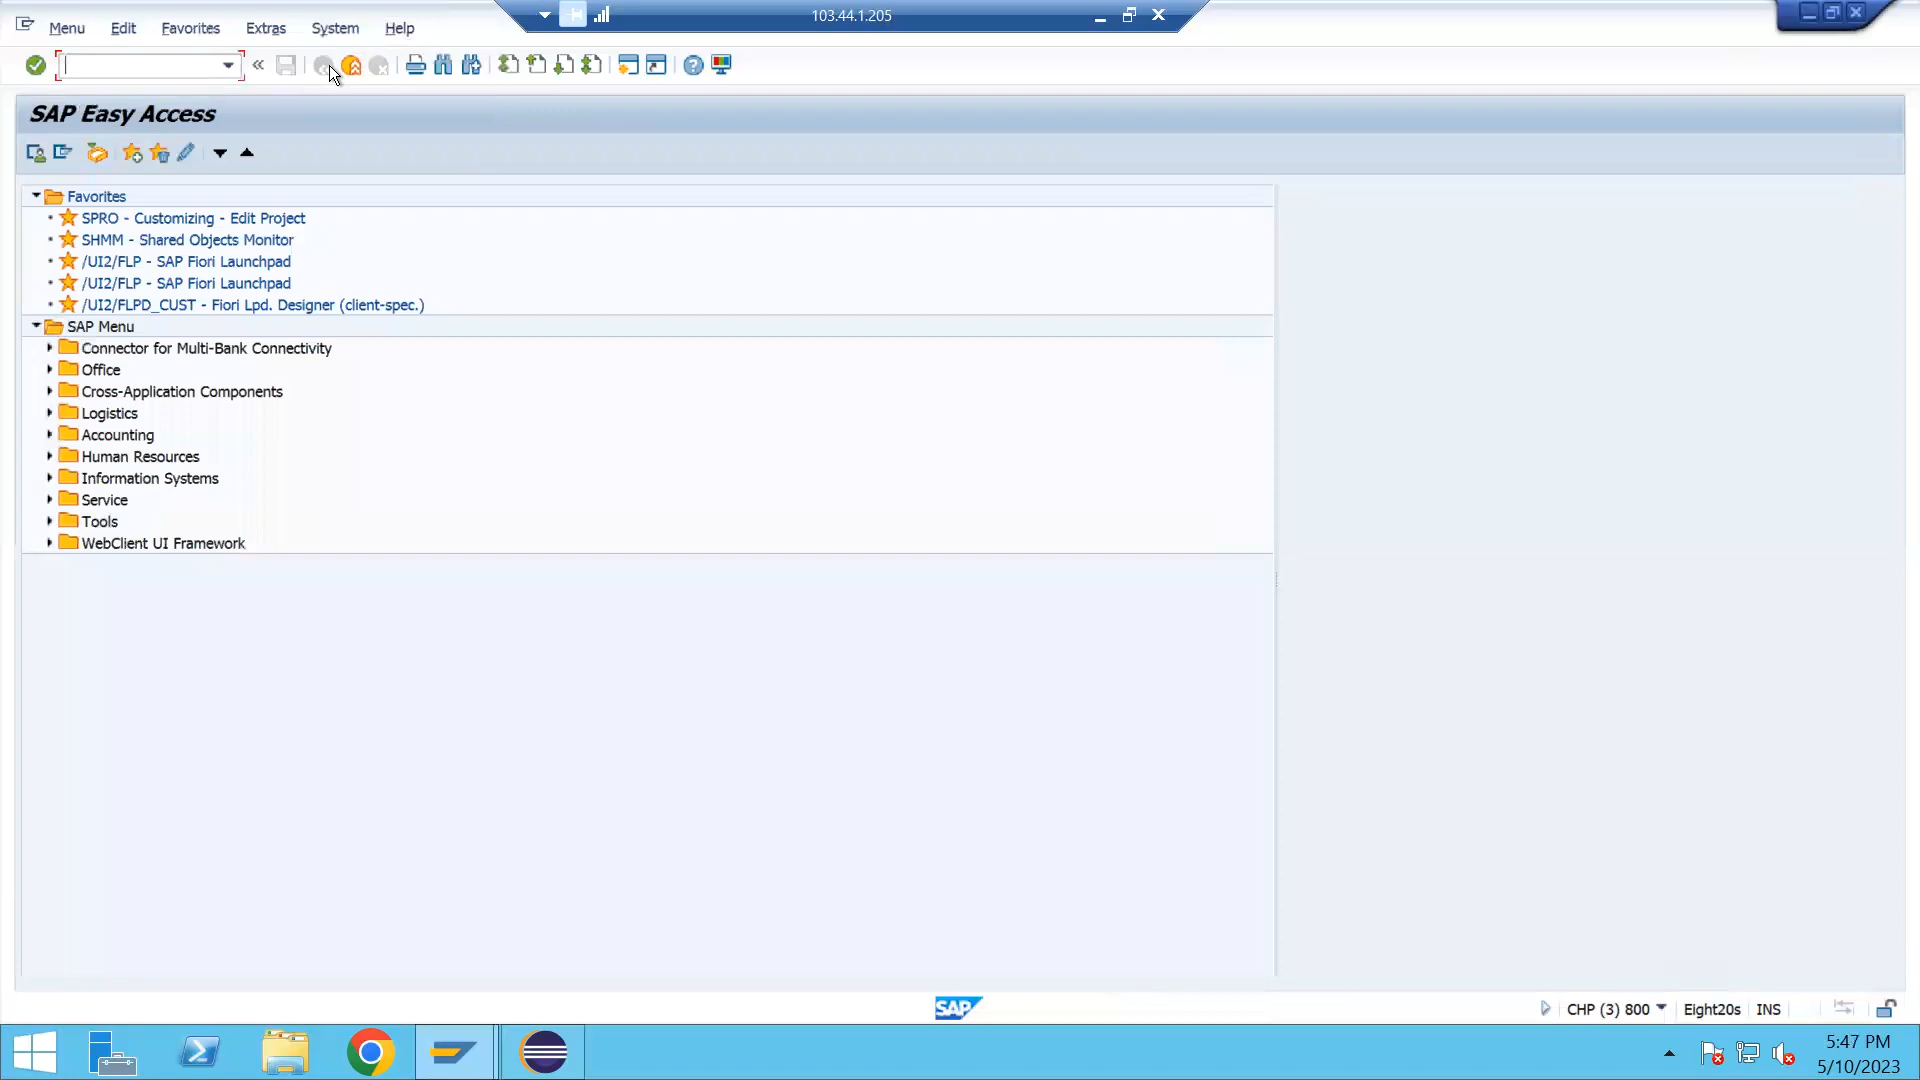 103.44.1.205
Menu Edit Favorites Extras System Help
SAP Easy Access
Favorites
SPRO - Customizing - Edit Project
SHMM - Shared Objects Monitor
/UI2/FLP - SAP Fiori Launchpad
/UI2/FLP - SAP Fiori Launchpad
/UI2/FLPD_CUST - Fiori Lpd. Designer (client-spec.)
SAP Menu
Connector for Multi-Bank Connectivity
Office
Cross-Application Components
Logistics
Accounting
Human Resources
Information Systems
Service
Tools
WebClient UI Framework
SAP
CHP (3) 800 Eight20s INS
5:47 PM
5/10/2023